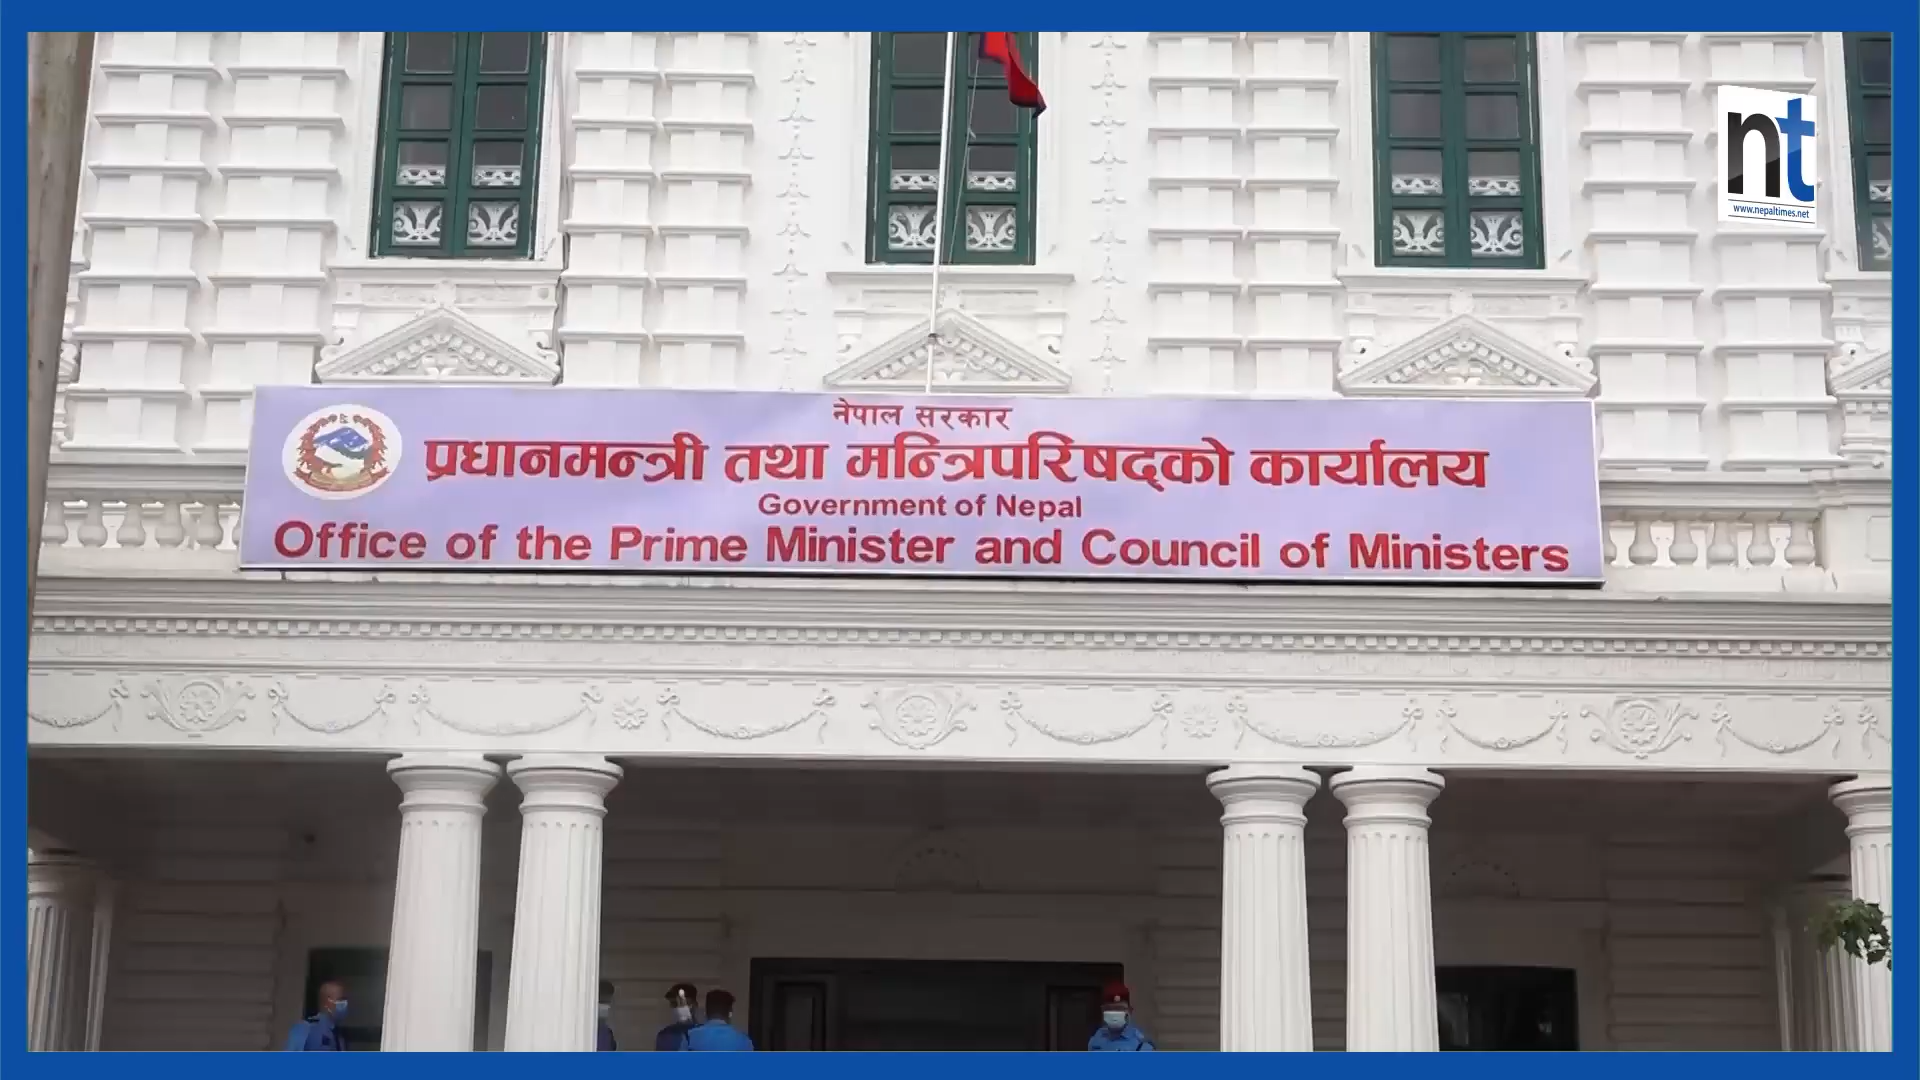 नेपाल सरकार
प्रधानमन्त्री तथा मन्त्रिपरिषद्को कार्यालय
Government of Nepal
Office of the Prime Minister and Council of Ministers
nt
www.nepaltimes.net